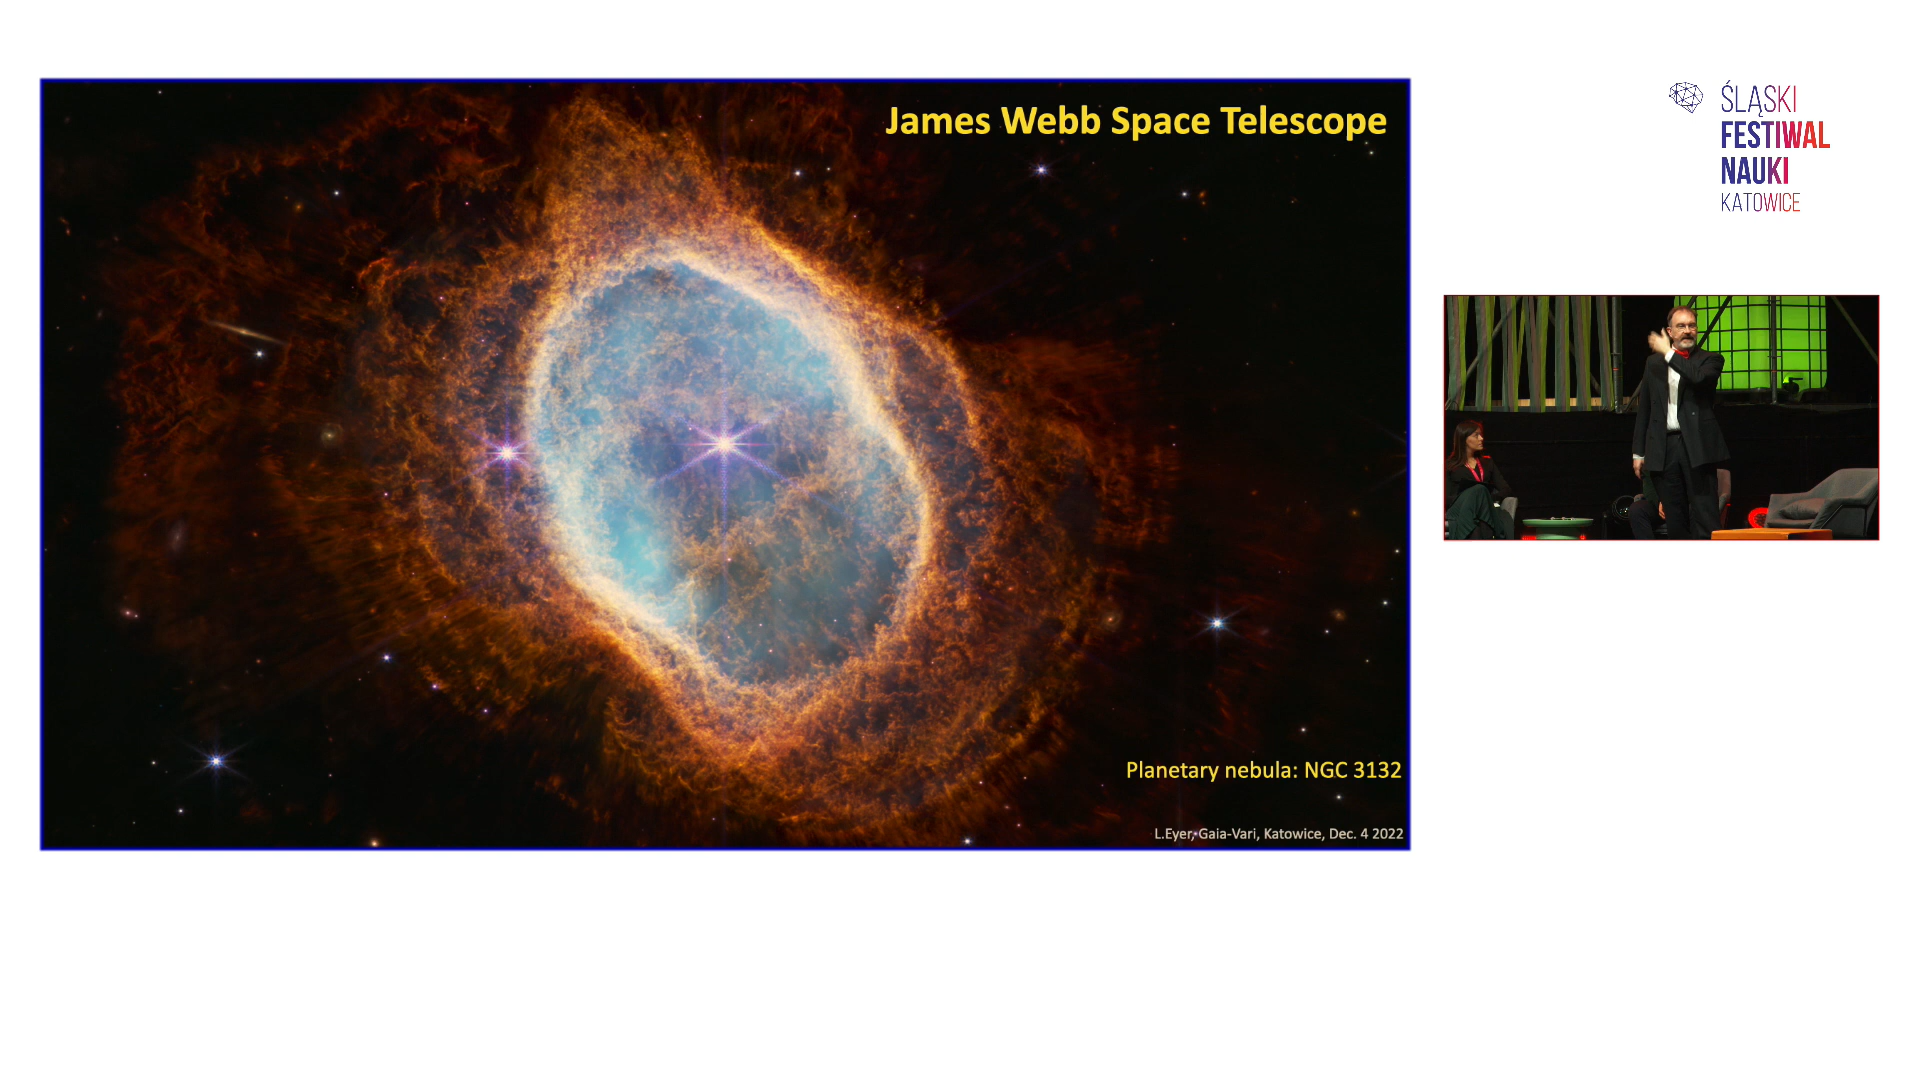 James Webb Space Telescope
Planetary nebula: NGC 3132
L.Eyer, Gaia-Vari, Katowice, Dec. 4 2022
ŚLĄSKI
FESTIWAL
NAUKI
KATOWICE